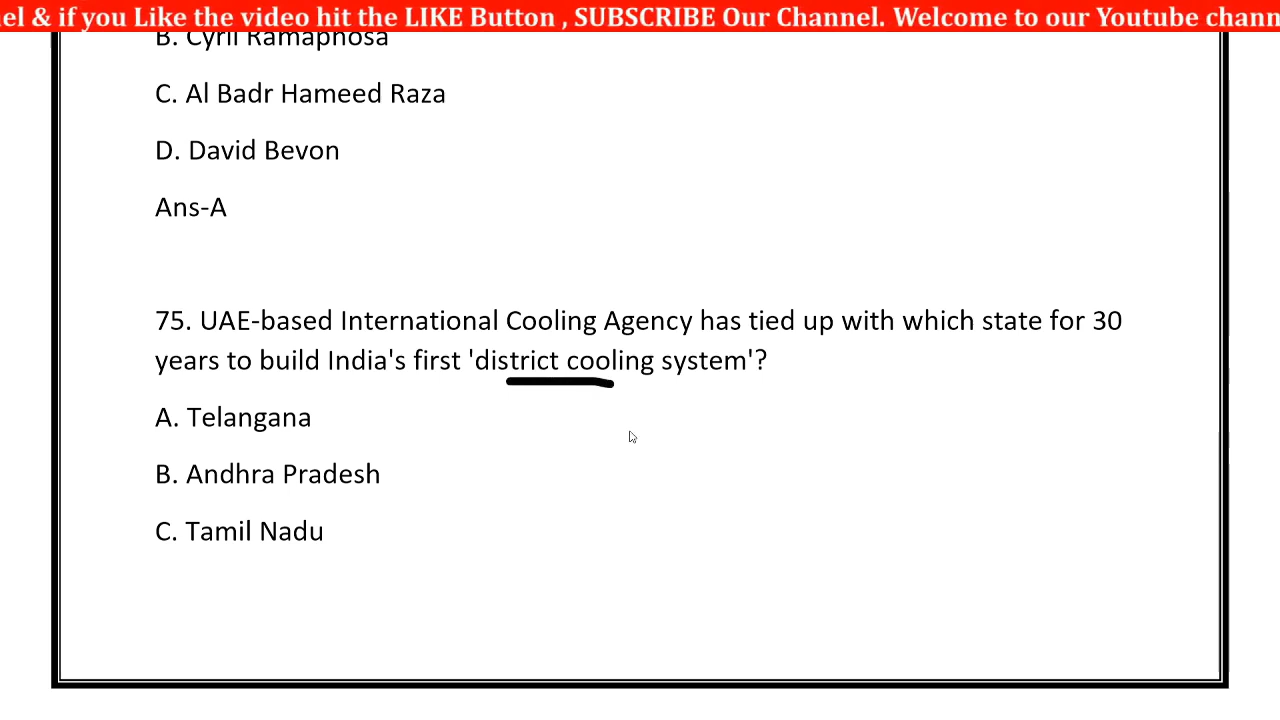 el & if you Like the video hit the LIKE Button , SUBSCRIBE Our Channel. Welcome to our Youtube chann
B. Cyril Ramaphosa
C. Al Badr Hameed Raza
D. David Bevon
Ans-A
75. UAE-based International Cooling Agency has tied up with which state for 30
years to build India's first 'district cooling system'?
A. Telangana
B. Andhra Pradesh
C. Tamil Nadu